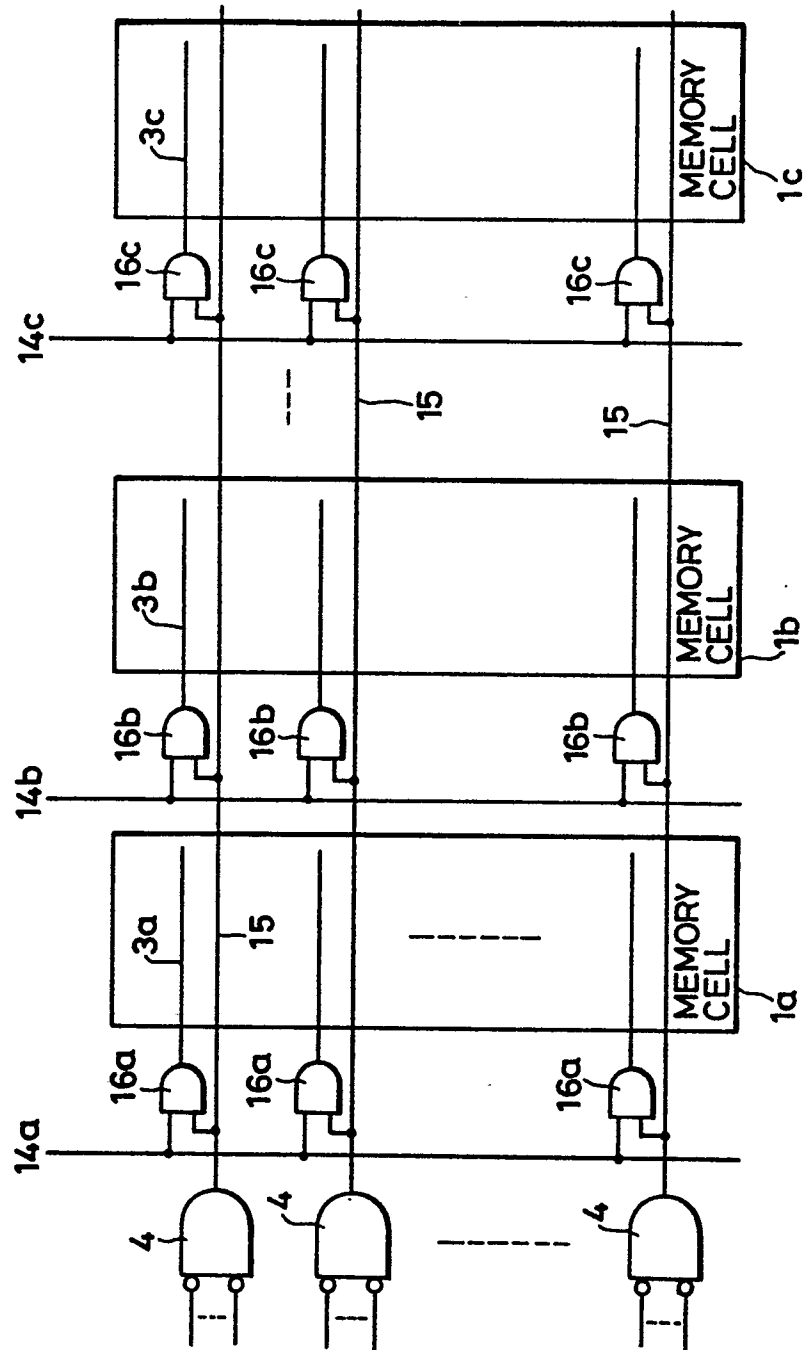 14a
14b
14c
16a
3a
16b
3b
16c
3c
4
15
4
16a
16b
15
16c
4
16a
16b
15
16c
MEMORY
CELL
1a
MEMORY
CELL
1b
MEMORY
CELL
1c